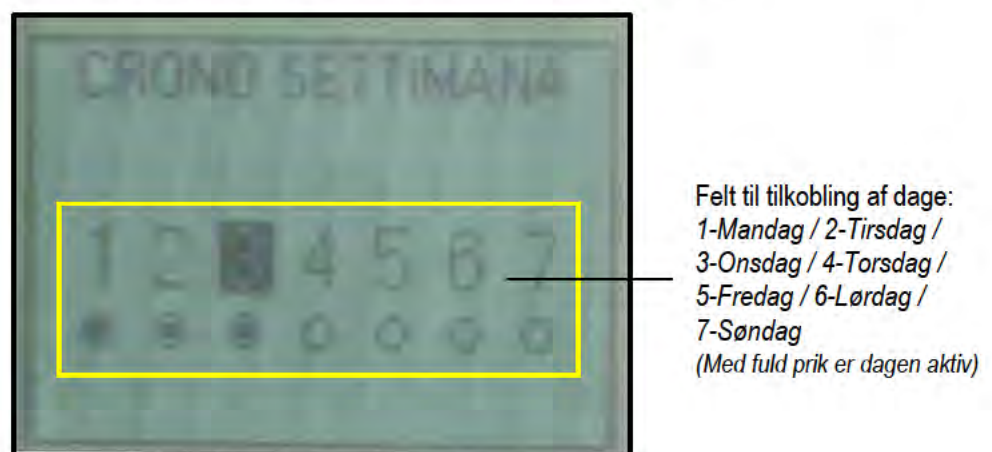 CRONO SETTIMANA
1 2 3 4 5 6 7
Felt til tilkobling af dage:
1-Mandag / 2-Tirsdag /
3-Onsdag / 4-Torsdag /
5-Fredag / 6-Lørdag /
7-Søndag
(Med fuld prik er dagen aktiv)